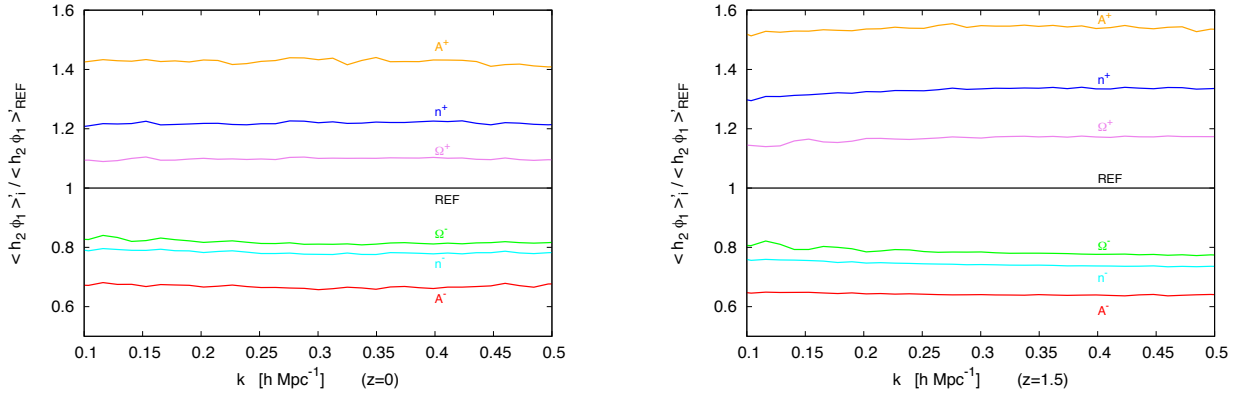 1.6
1.4
1.2
1
0.8
0.6
< h₂ ϕ₁ >'ᵢ / < h₂ ϕ₁ >'REF
A⁺
n⁺
Ω⁺
REF
Ω⁻
n⁻
A⁻
0.1 0.15 0.2 0.25 0.3 0.35 0.4 0.45 0.5
k [h Mpc⁻¹] (z=0)
1.6
1.4
1.2
1
0.8
0.6
< h₂ ϕ₁ >'ᵢ / < h₂ ϕ₁ >'REF
A⁺
n⁺
Ω⁺
REF
Ω⁻
n⁻
A⁻
0.1 0.15 0.2 0.25 0.3 0.35 0.4 0.45 0.5
k [h Mpc⁻¹] (z=1.5)